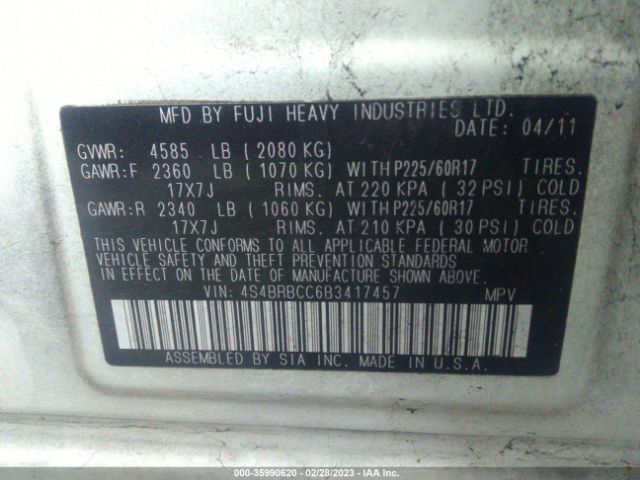 MFD BY FUJI HEAVY INDUSTRIES LTD.
DATE: 04/11
GVWR: 4585 LB ( 2080 KG)
GAWR:F 2360 LB ( 1070 KG) WITH P225/60R17 TIRES.
17X7J RIMS. AT 220 KPA ( 32 PSI) COLD
GAWR:R 2340 LB ( 1060 KG) WITH P225/60R17 TIRES.
17X7J RIMS. AT 210 KPA ( 30 PSI) COLD
THIS VEHICLE CONFORMS TO ALL APPLICABLE FEDERAL MOTOR
VEHICLE SAFETY AND THEFT PREVENTION STANDARDS
IN EFFECT ON THE DATE OF MANUFACTURE SHOWN ABOVE.
VIN: 4S4BRBCC6B3417457 MPV
ASSEMBLED BY SIA INC. MADE IN U.S.A.
000-35990620 - 02/28/2023 - IAA Inc.